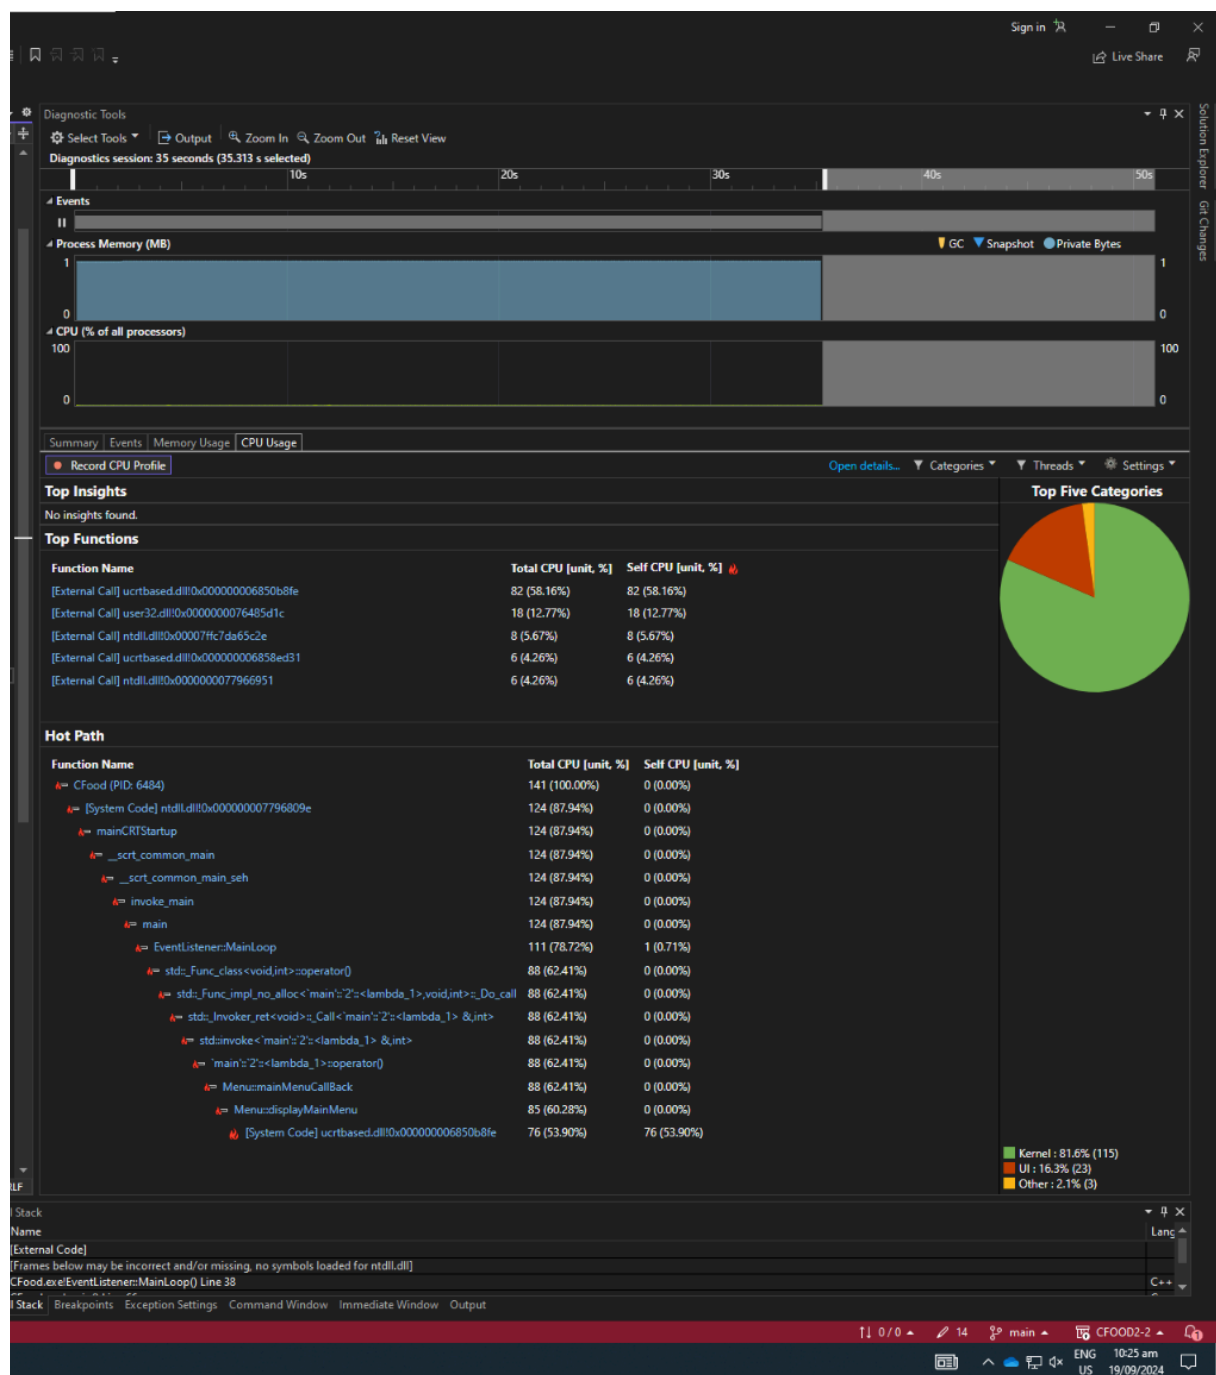 Sign in
Live Share
Diagnostic Tools
Select Tools Output Zoom In Zoom Out Reset View
Diagnostics session: 35 seconds (35.313 s selected)
10s 20s 30s 40s 50s
Events
Process Memory (MB) GC Snapshot Private Bytes
1 1
0 0
CPU (% of all processors)
100 100
0 0
Summary Events Memory Usage CPU Usage
Record CPU Profile Open details... Categories Threads Settings
Top Insights
No insights found.
Top Functions
Function Name Total CPU [unit, %] Self CPU [unit, %]
[External Call] ucrtbased.dll!0x000000006850b8fe 82 (58.16%) 82 (58.16%)
[External Call] user32.dll!0x0000000076485d1c 18 (12.77%) 18 (12.77%)
[External Call] ntdll.dll!0x00007ffc7da65c2e 8 (5.67%) 8 (5.67%)
[External Call] ucrtbased.dll!0x000000006858ed31 6 (4.26%) 6 (4.26%)
[External Call] ntdll.dll!0x0000000077966951 6 (4.26%) 6 (4.26%)
Hot Path
Function Name Total CPU [unit, %] Self CPU [unit, %]
CFood (PID: 6484) 141 (100.00%) 0 (0.00%)
[System Code] ntdll.dll!0x000000007796809e 124 (87.94%) 0 (0.00%)
mainCRTStartup 124 (87.94%) 0 (0.00%)
__scrt_common_main 124 (87.94%) 0 (0.00%)
__scrt_common_main_seh 124 (87.94%) 0 (0.00%)
invoke_main 124 (87.94%) 0 (0.00%)
main 124 (87.94%) 0 (0.00%)
EventListener::MainLoop 111 (78.72%) 1 (0.71%)
std::_Func_class<void,int>::operator() 88 (62.41%) 0 (0.00%)
std::_Func_impl_no_alloc<`main'::`2'::<lambda_1>,void,int>::_Do_call 88 (62.41%) 0 (0.00%)
std::_Invoker_ret<void>::_Call<`main'::`2'::<lambda_1> &,int> 88 (62.41%) 0 (0.00%)
std::invoke<`main'::`2'::<lambda_1> &,int> 88 (62.41%) 0 (0.00%)
`main'::`2'::<lambda_1>::operator() 88 (62.41%) 0 (0.00%)
Menu::mainMenuCallBack 88 (62.41%) 0 (0.00%)
Menu::displayMainMenu 85 (60.28%) 0 (0.00%)
[System Code] ucrtbased.dll!0x000000006850b8fe 76 (53.90%) 76 (53.90%)
Top Five Categories
Kernel : 81.6% (115)
UI : 16.3% (23)
Other : 2.1% (3)
Solution Explorer
Git Changes
LF
Stack
Name Lang
[External Code]
[Frames below may be incorrect and/or missing, no symbols loaded for ntdll.dll]
CFood.exe!EventListener::MainLoop() Line 38 C++
Stack Breakpoints Exception Settings Command Window Immediate Window Output
0 / 0 14 main CFOOD2-2
ENG 10:25 am
US 19/09/2024